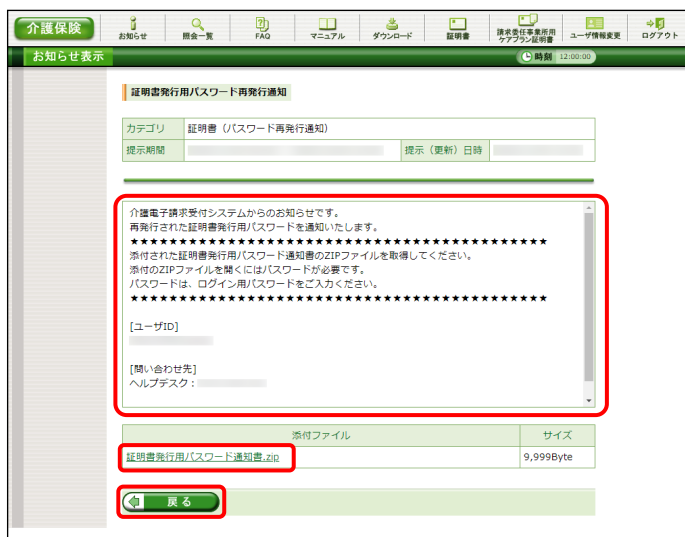 介護保険
お知らせ
照会一覧
FAQ
マニュアル
ダウンロード
証明書
請求委任事業所用
ケアプラン証明書
ユーザ情報変更
ログアウト
お知らせ表示
時刻 12:00:00
証明書発行用パスワード再発行通知
カテゴリ 証明書（パスワード再発行通知）
提示期間 提示（更新）日時
介護電子請求受付システムからのお知らせです。
再発行された証明書発行用パスワードを通知いたします。
★★★★★★★★★★★★★★★★★★★★★★★★★★★★★★★★★★★★★★★★★★★
添付された証明書発行用パスワード通知書のZIPファイルを取得してください。
添付のZIPファイルを開くにはパスワードが必要です。
パスワードは、ログイン用パスワードをご入力ください。
★★★★★★★★★★★★★★★★★★★★★★★★★★★★★★★★★★★★★★★★★★★
[ユーザID]
[問い合わせ先]
ヘルプデスク：
添付ファイル サイズ
証明書発行用パスワード通知書.zip 9,999Byte
戻る